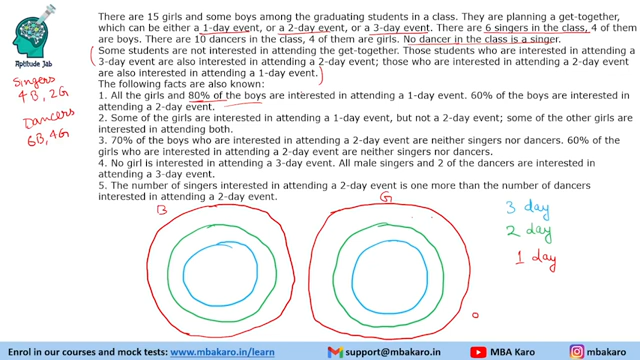 There are 15 girls and some boys among the graduating students in a class. They are planning a get-together,
which can be either a 1-day event, or a 2-day event, or a 3-day event. There are 6 singers in the class, 4 of them
are boys. There are 10 dancers in the class, 4 of them are girls. No dancer in the class is a singer.
Some students are not interested in attending the get-together. Those students who are interested in attending a
3-day event are also interested in attending a 2-day event; those who are interested in attending a 2-day event
are also interested in attending a 1-day event.
The following facts are also known:
1. All the girls and 80% of the boys are interested in attending a 1-day event. 60% of the boys are interested in
attending a 2-day event.
2. Some of the girls are interested in attending a 1-day event, but not a 2-day event; some of the other girls are
interested in attending both.
3. 70% of the boys who are interested in attending a 2-day event are neither singers nor dancers. 60% of the
girls who are interested in attending a 2-day event are neither singers nor dancers.
4. No girl is interested in attending a 3-day event. All male singers and 2 of the dancers are interested in
attending a 3-day event.
5. The number of singers interested in attending a 2-day event is one more than the number of dancers
interested in attending a 2-day event.
Aptitude Jab
Singers
4B, 2G
Dancers
6B, 4G
B
G
3 day
2 day
1 day
0
Enrol in our courses and mock tests: www.mbakaro.in/learn
support@mbakaro.in
MBA Karo
MBA Karo